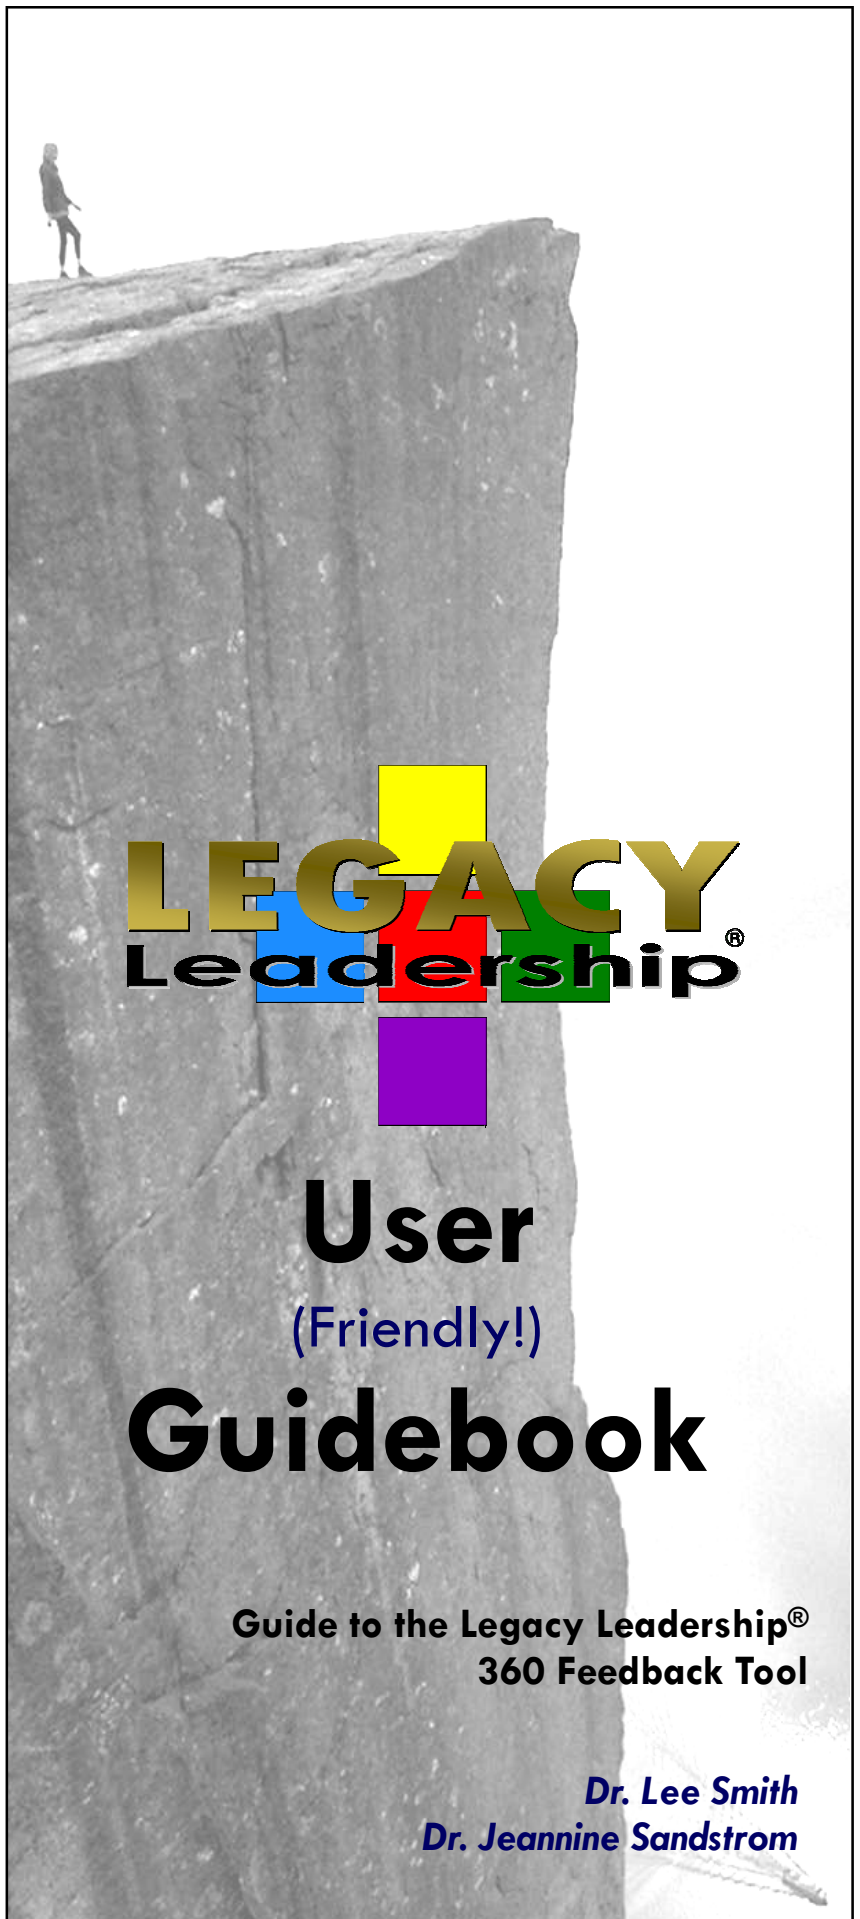 LEGACY
Leadership®
User
(Friendly!)
Guidebook
Guide to the Legacy Leadership®
360 Feedback Tool
Dr. Lee Smith
Dr. Jeannine Sandstrom